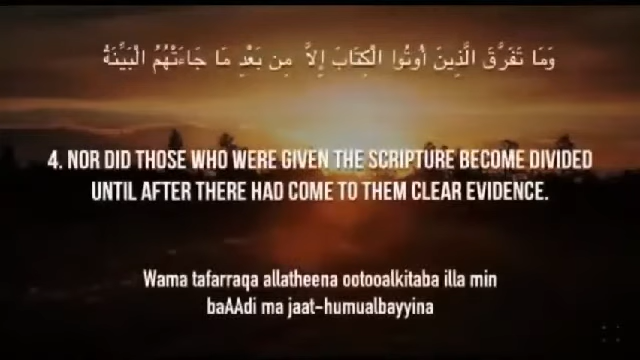 وَمَا تَفَرَّقَ الَّذِينَ أُوتُوا الْكِتَابَ إِلاَّ مِن بَعْدِ مَا جَاءَتْهُمُ الْبَيِّنَةُ
4. NOR DID THOSE WHO WERE GIVEN THE SCRIPTURE BECOME DIVIDED
UNTIL AFTER THERE HAD COME TO THEM CLEAR EVIDENCE.
Wama tafarraqa allatheena ootooalkitaba illa min
baAAdi ma jaat-humualbayyina